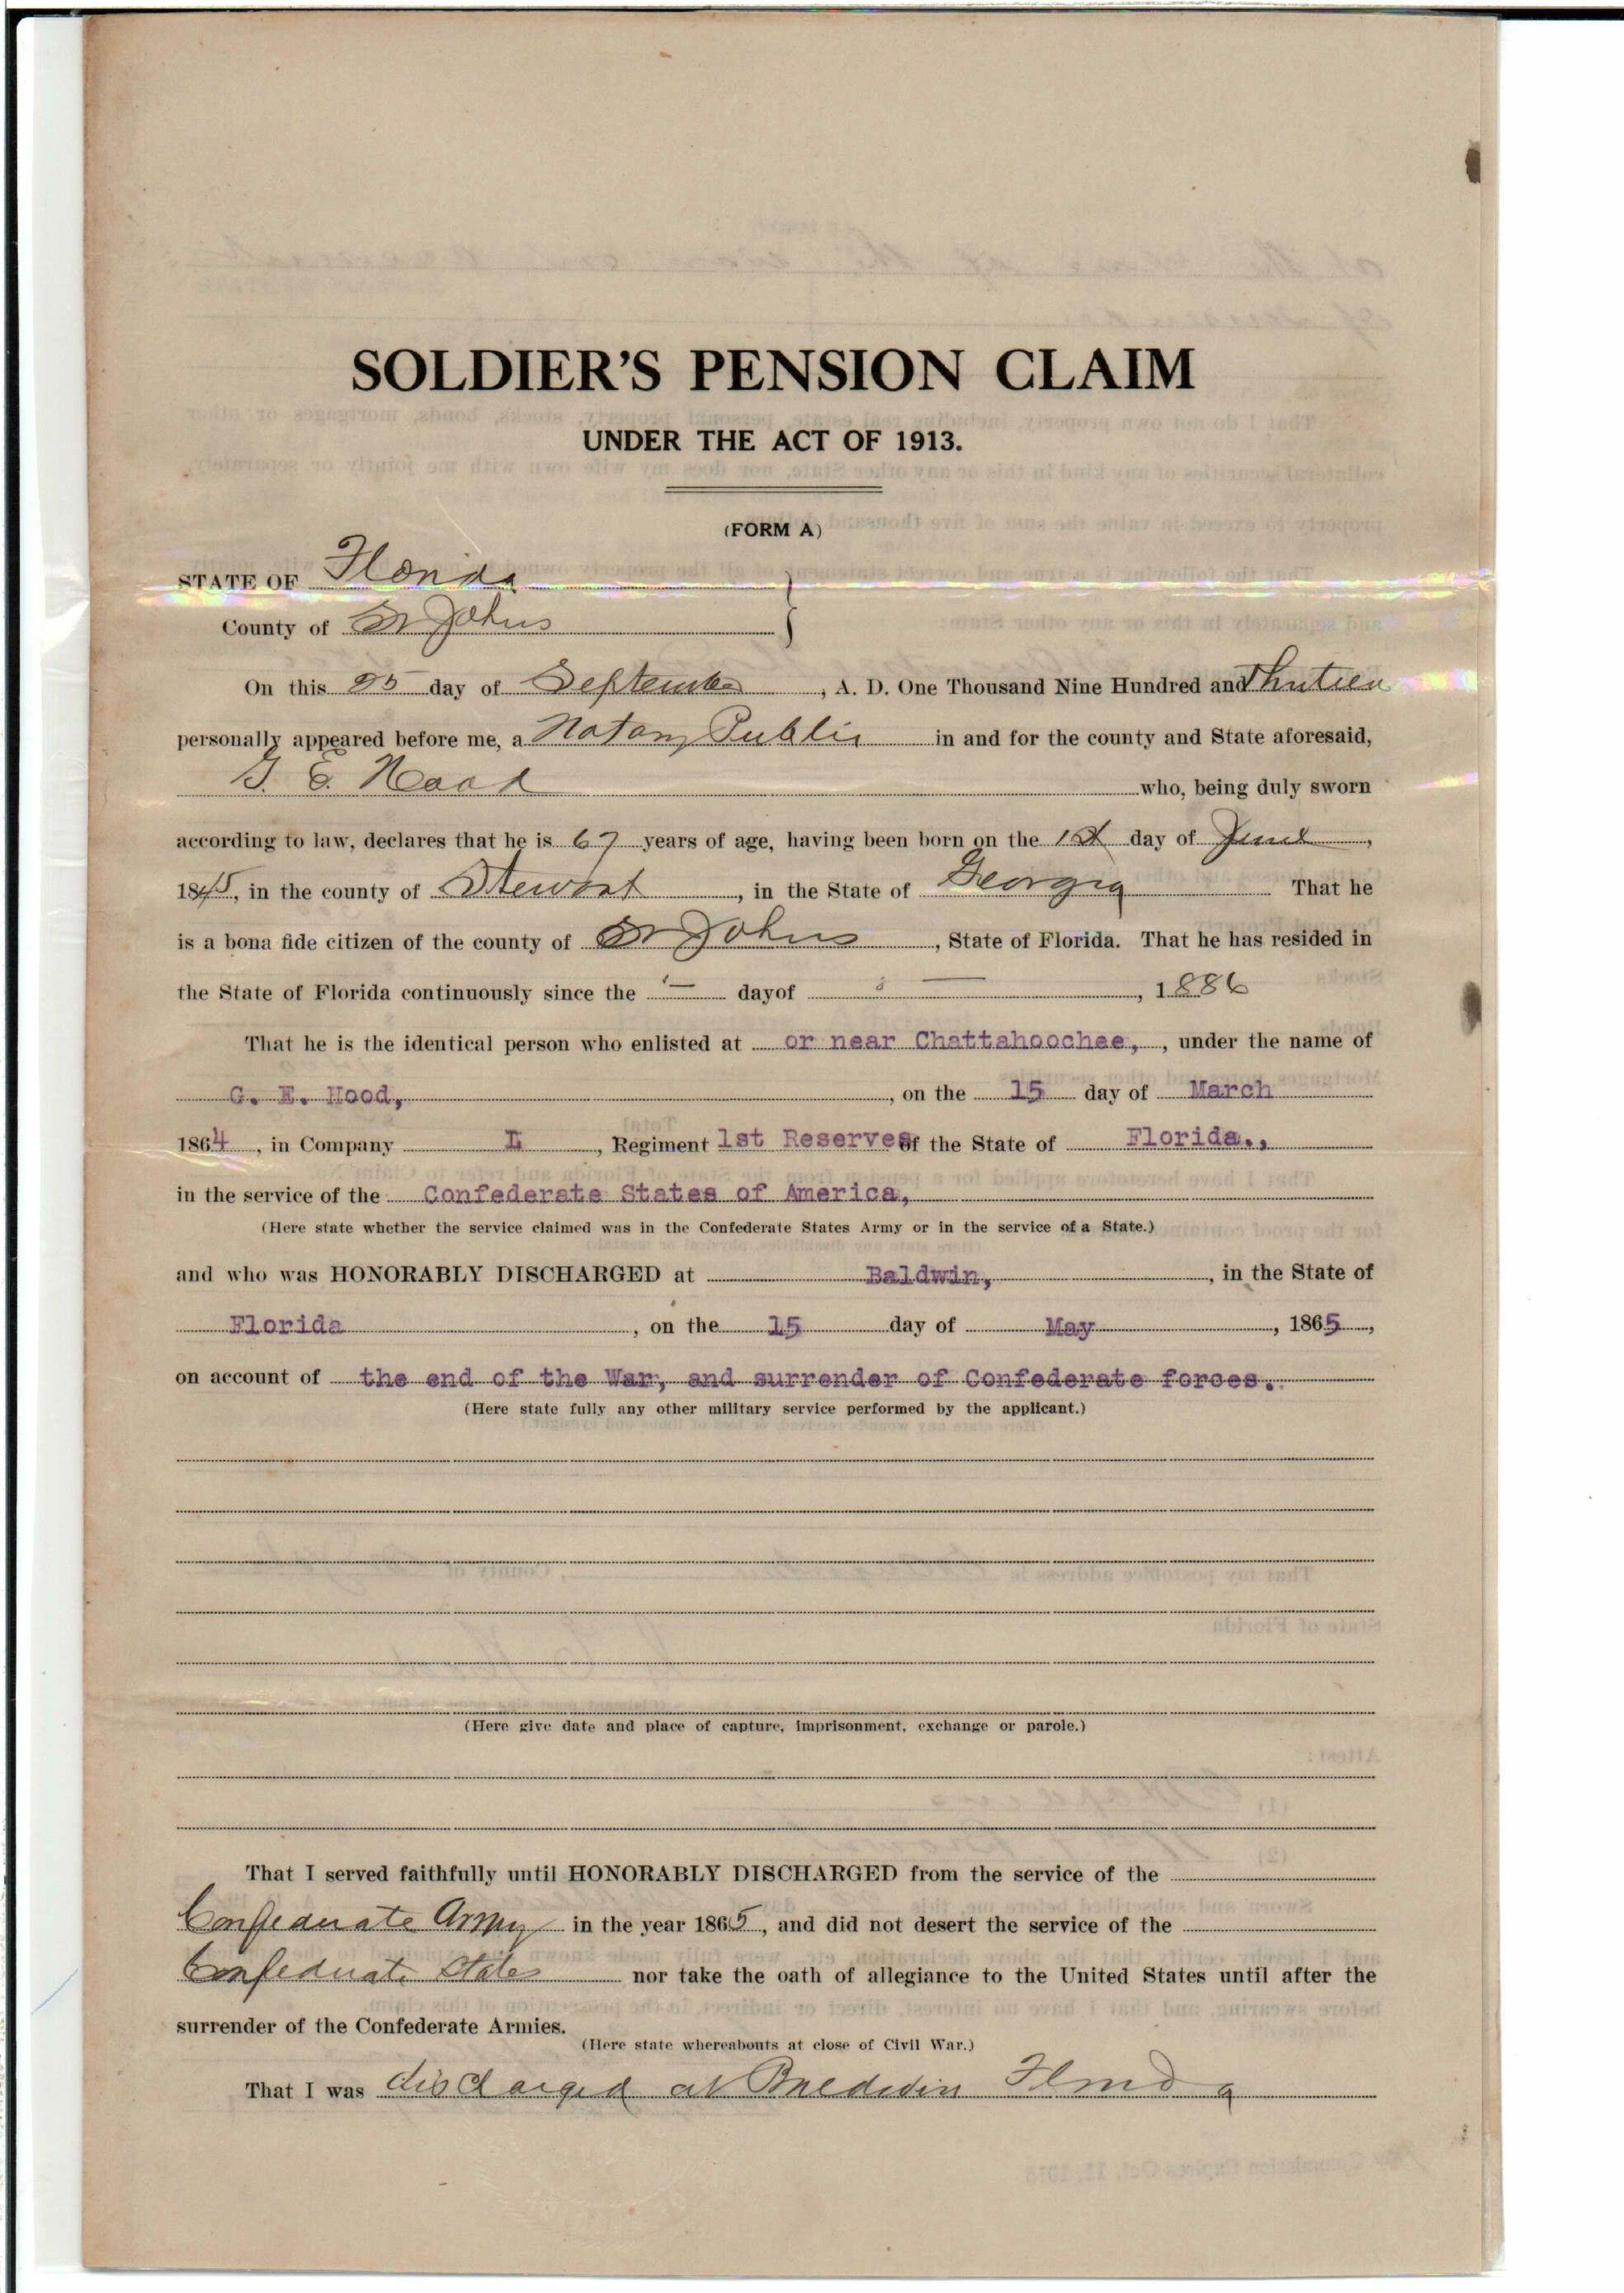 SOLDIER'S PENSION CLAIM
UNDER THE ACT OF 1913.
(FORM A)
STATE OF Florida
County of St Johns
On this 25 day of September, A. D. One Thousand Nine Hundred and Thirteen
personally appeared before me, a Notary Public in and for the county and State aforesaid,
G. E. Hood who, being duly sworn
according to law, declares that he is 67 years of age, having been born on the 1st day of June,
1845, in the county of Stewart, in the State of Georgia That he
is a bona fide citizen of the county of St Johns, State of Florida. That he has resided in
the State of Florida continuously since the — dayof —, 1886
That he is the identical person who enlisted at or near Chattahoochee,, under the name of
G. E. Hood,, on the 15 day of March
1864, in Company L, Regiment 1st Reserves of the State of Florida.,
in the service of the Confederate States of America,
(Here state whether the service claimed was in the Confederate States Army or in the service of a State.)
and who was HONORABLY DISCHARGED at Baldwin,, in the State of
Florida, on the 15 day of May, 1865,
on account of the end of the War, and surrender of Confederate forces.
(Here state fully any other military service performed by the applicant.)
(Here give date and place of capture, imprisonment, exchange or parole.)
That I served faithfully until HONORABLY DISCHARGED from the service of the
Confederate Army in the year 1865, and did not desert the service of the
Confederate States nor take the oath of allegiance to the United States until after the
surrender of the Confederate Armies.
(Here state whereabouts at close of Civil War.)
That I was discharged at Baldwin Florida